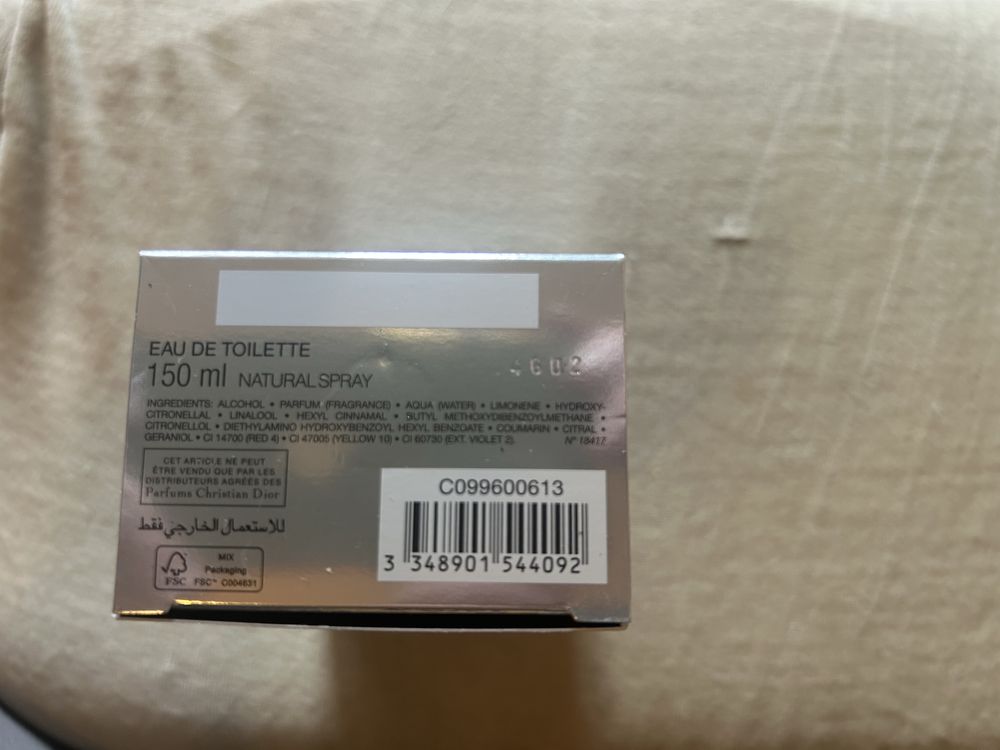 EAU DE TOILETTE
150 ml NATURAL SPRAY
4G02
INGREDIENTS: ALCOHOL • PARFUM (FRAGRANCE) • AQUA (WATER) • LIMONENE • HYDROXY-
CITRONELLAL • LINALOOL • HEXYL CINNAMAL • BUTYL METHOXYDIBENZOYLMETHANE •
CITRONELLOL • DIETHYLAMINO HYDROXYBENZOYL HEXYL BENZOATE • COUMARIN • CITRAL •
GERANIOL • CI 14700 (RED 4) • CI 47005 (YELLOW 10) • CI 60730 (EXT. VIOLET 2).
N° 18417
CET ARTICLE NE PEUT
ÊTRE VENDU QUE PAR LES
DISTRIBUTEURS AGRÉÉS DES
Parfums Christian Dior
للاستعمال الخارجي فقط
MIX
Packaging
FSC FSC™ C004631
C099600613
3 348901 544092